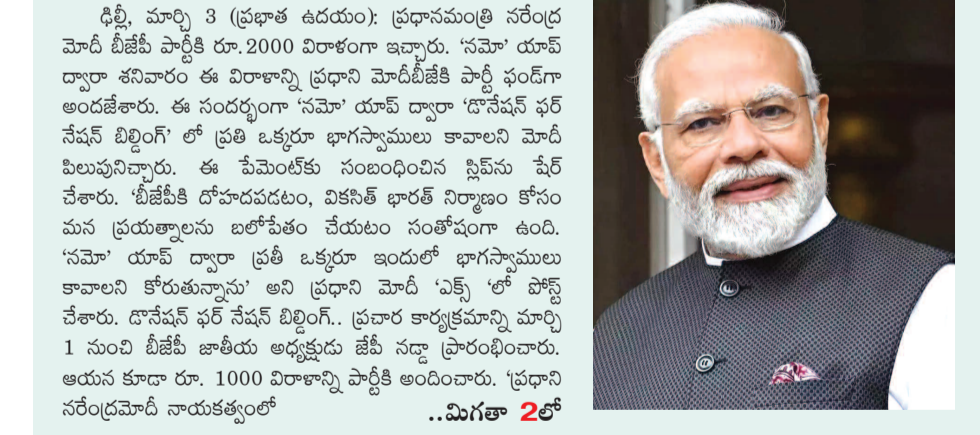 ఢిల్లీ, మార్చి 3 (ప్రభాత ఉదయం): ప్రధానమంత్రి నరేంద్ర
మోదీ బీజేపీ పార్టీకి రూ.2000 విరాళంగా ఇచ్చారు. ‘నమో’ యాప్
ద్వారా శనివారం ఈ విరాళాన్ని ప్రధాని మోదీబీజేకి పార్టీ ఫండ్‌గా
అందజేశారు. ఈ సందర్భంగా ‘నమో’ యాప్ ద్వారా ‘డొనేషన్ ఫర్
నేషన్ బిల్డింగ్’ లో ప్రతి ఒక్కరూ భాగస్వాములు కావాలని మోదీ
పిలుపునిచ్చారు. ఈ పేమెంట్‌కు సంబంధించిన స్లిప్‌ను షేర్
చేశారు. ‘బీజేపీకి దోహదపడటం, వికసిత్ భారత్ నిర్మాణం కోసం
మన ప్రయత్నాలను బలోపేతం చేయటం సంతోషంగా ఉంది.
‘నమో’ యాప్ ద్వారా ప్రతీ ఒక్కరూ ఇందులో భాగస్వాములు
కావాలని కోరుతున్నాను’ అని ప్రధాని మోదీ ‘ఎక్స్ ‘లో పోస్ట్
చేశారు. డొనేషన్ ఫర్ నేషన్ బిల్డింగ్.. ప్రచార కార్యక్రమాన్ని మార్చి
1 నుంచి బీజేపీ జాతీయ అధ్యక్షుడు జేపీ నడ్డా ప్రారంభించారు.
ఆయన కూడా రూ. 1000 విరాళాన్ని పార్టీకి అందించారు. ‘ప్రధాని
నరేంద్రమోదీ నాయకత్వంలో ..మిగతా 2లో